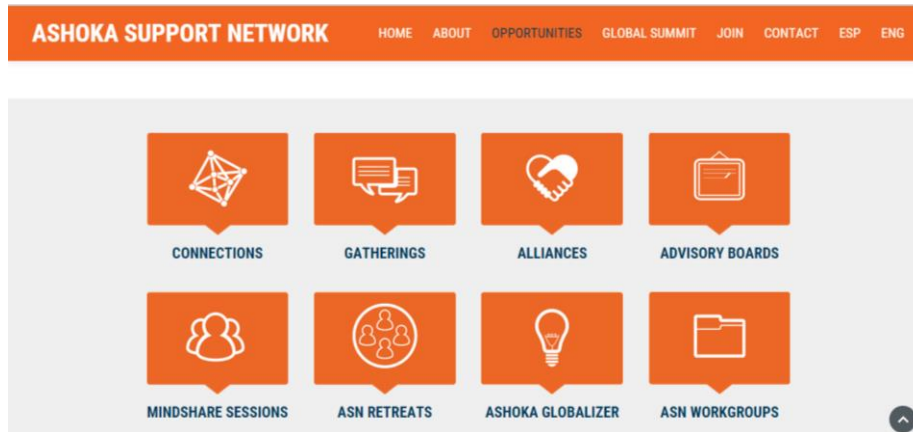 ASHOKA SUPPORT NETWORK
HOME ABOUT OPPORTUNITIES GLOBAL SUMMIT JOIN CONTACT ESP ENG
CONNECTIONS GATHERINGS ALLIANCES ADVISORY BOARDS
MINDSHARE SESSIONS ASN RETREATS ASHOKA GLOBALIZER ASN WORKGROUPS